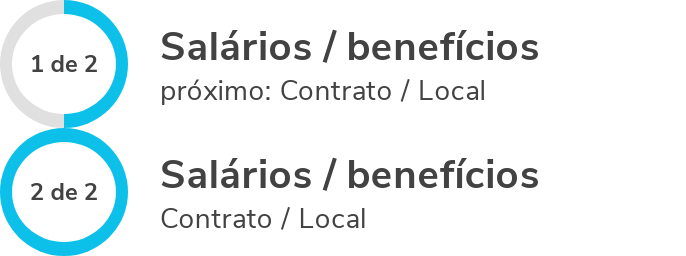 1 de 2
Salários / benefícios
próximo: Contrato / Local
2 de 2
Salários / benefícios
Contrato / Local